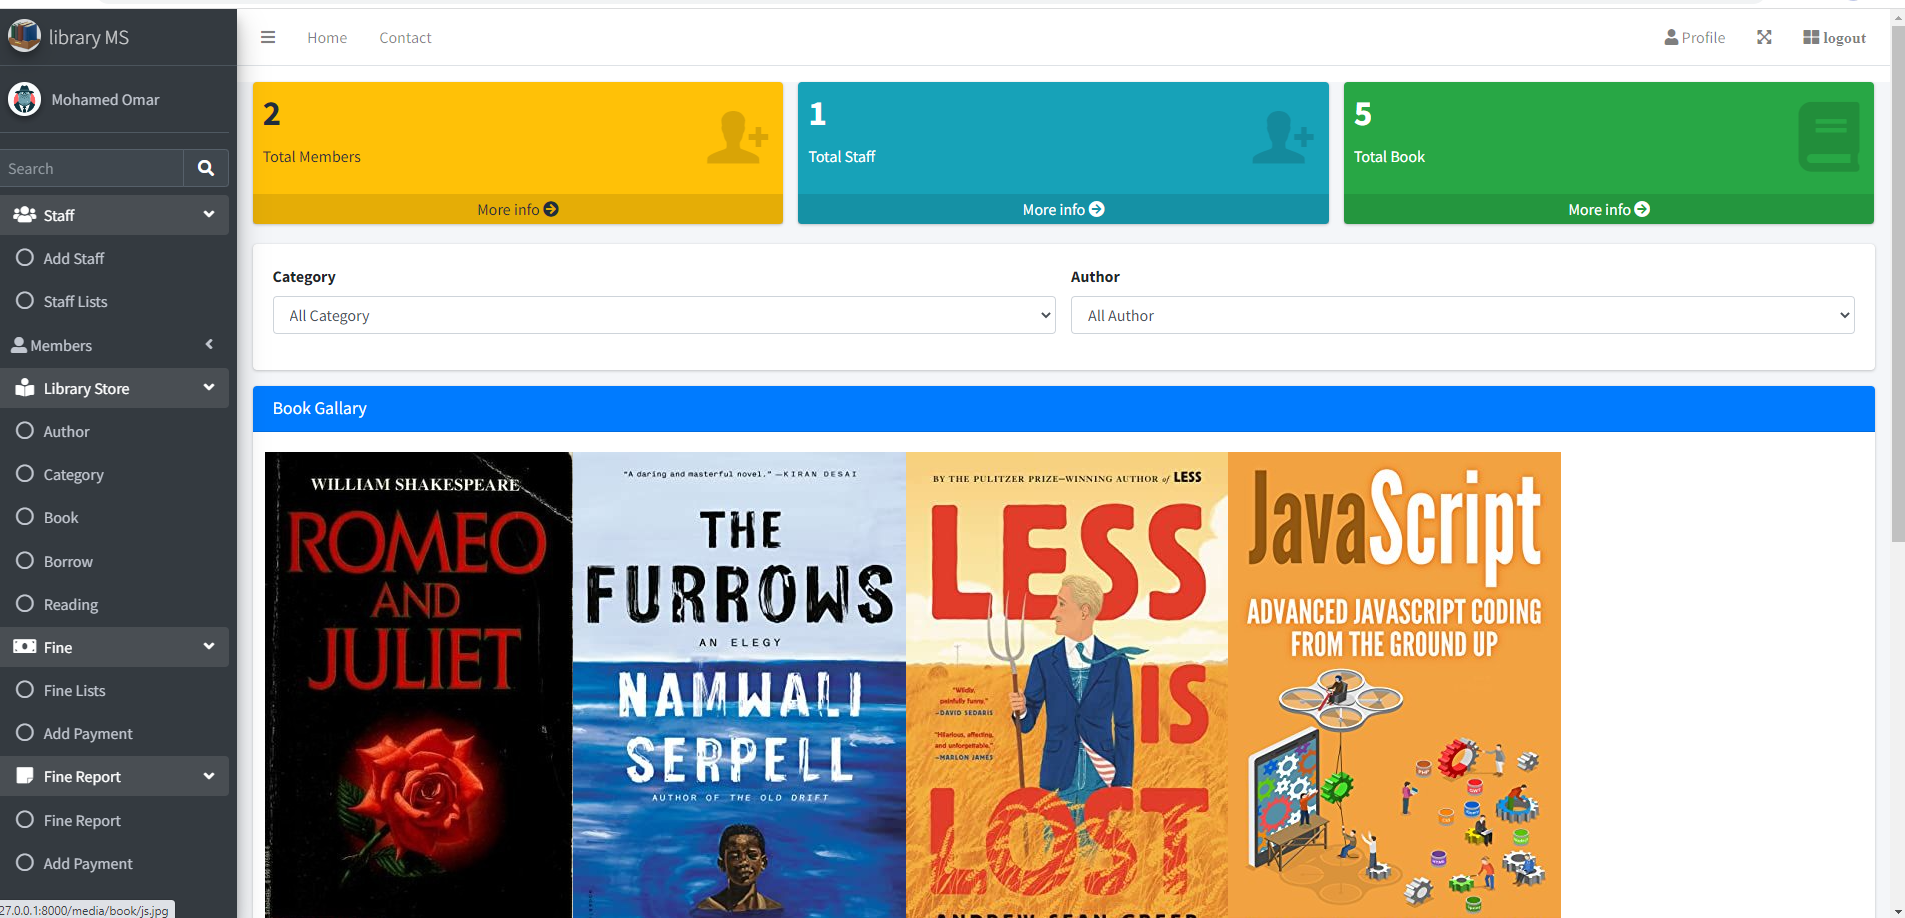 library MS
Home
Contact
Profile
logout
Mohamed Omar
Search
Staff
Add Staff
Staff Lists
Members
Library Store
Author
Category
Book
Borrow
Reading
Fine
Fine Lists
Add Payment
Fine Report
Fine Report
Add Payment
27.0.0.1:8000/media/book/js.jpg
2
Total Members
More info
1
Total Staff
More info
5
Total Book
More info
Category
All Category
Author
All Author
Book Gallary
WILLIAM SHAKESPEARE
ROMEO
AND
JULIET
"A daring and masterful novel." —KIRAN DESAI
THE
FURROWS
AN ELEGY
NAMWALI
SERPELL
AUTHOR OF THE OLD DRIFT
BY THE PULITZER PRIZE–WINNING AUTHOR of LESS
LESS
IS
LOST
"Wildly,
painfully funny."
–DAVID SEDARIS
"Hilarious, affecting,
and unforgettable."
–MARLON JAMES
ANDREW SEAN GREER
JavaScript
ADVANCED JAVASCRIPT CODING
FROM THE GROUND UP